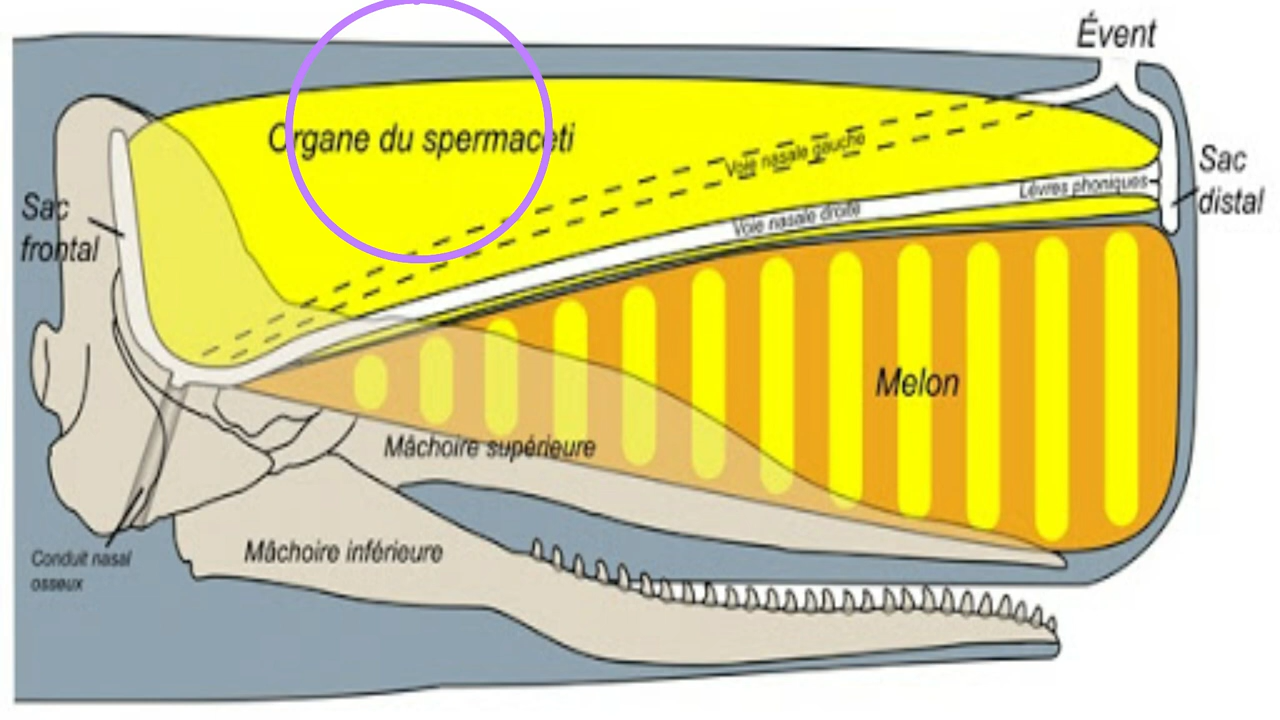 Évent
Organe du spermaceti
Voie nasale gauche
Sac
distal
Lèvres phoniques
Sac
frontal
Voie nasale droite
Melon
Mâchoire supérieure
Mâchoire inférieure
Conduit nasal
osseux